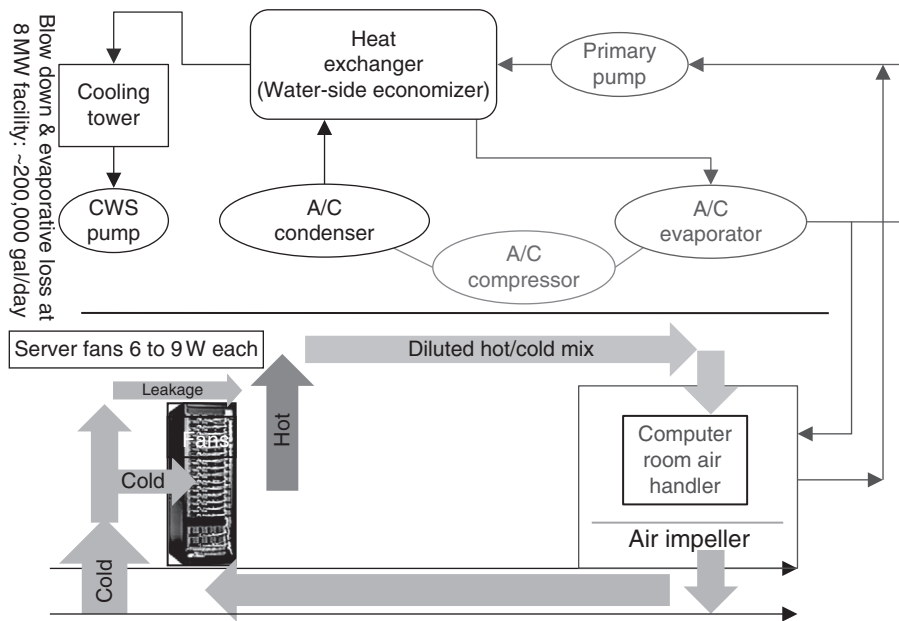 Blow down & evaporative loss at
8 MW facility: ~200,000 gal/day
Cooling
tower
CWS
pump
Heat
exchanger
(Water-side economizer)
Primary
pump
A/C
condenser
A/C
compressor
A/C
evaporator
Server fans 6 to 9 W each
Leakage
Fans
Cold
Cold
Hot
Diluted hot/cold mix
Computer
room air
handler
Air impeller